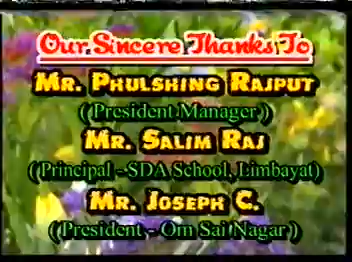 Our Sincere Thanks To
Mr. Phulshing Rajput
(President Manager)
Mr. Salim Raj
(Principal - SDA School, Limbayat)
Mr. Joseph C.
(President - Om Sai Nagar)